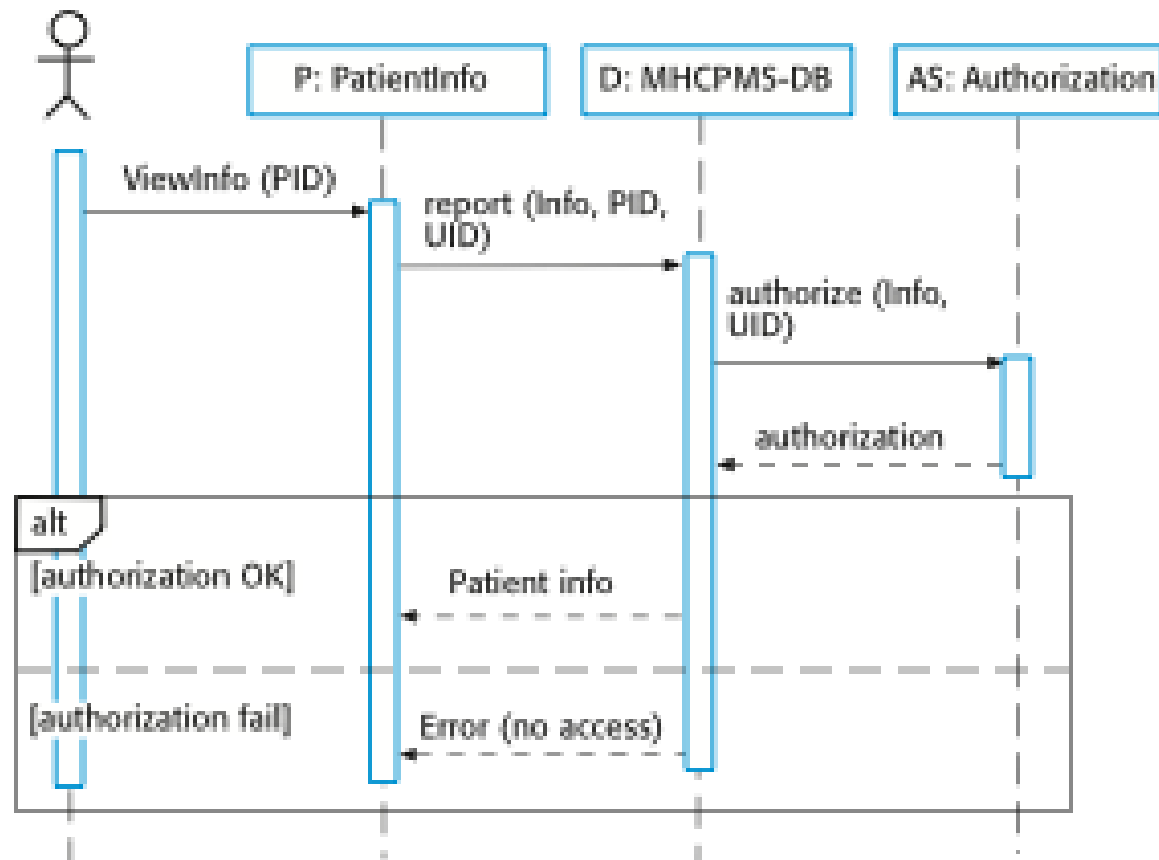 P: PatientInfo
D: MHCPMS-DB
AS: Authorization
ViewInfo (PID)
report (Info, PID,
UID)
authorize (Info,
UID)
authorization
alt
[authorization OK]
Patient info
[authorization fail]
Error (no access)